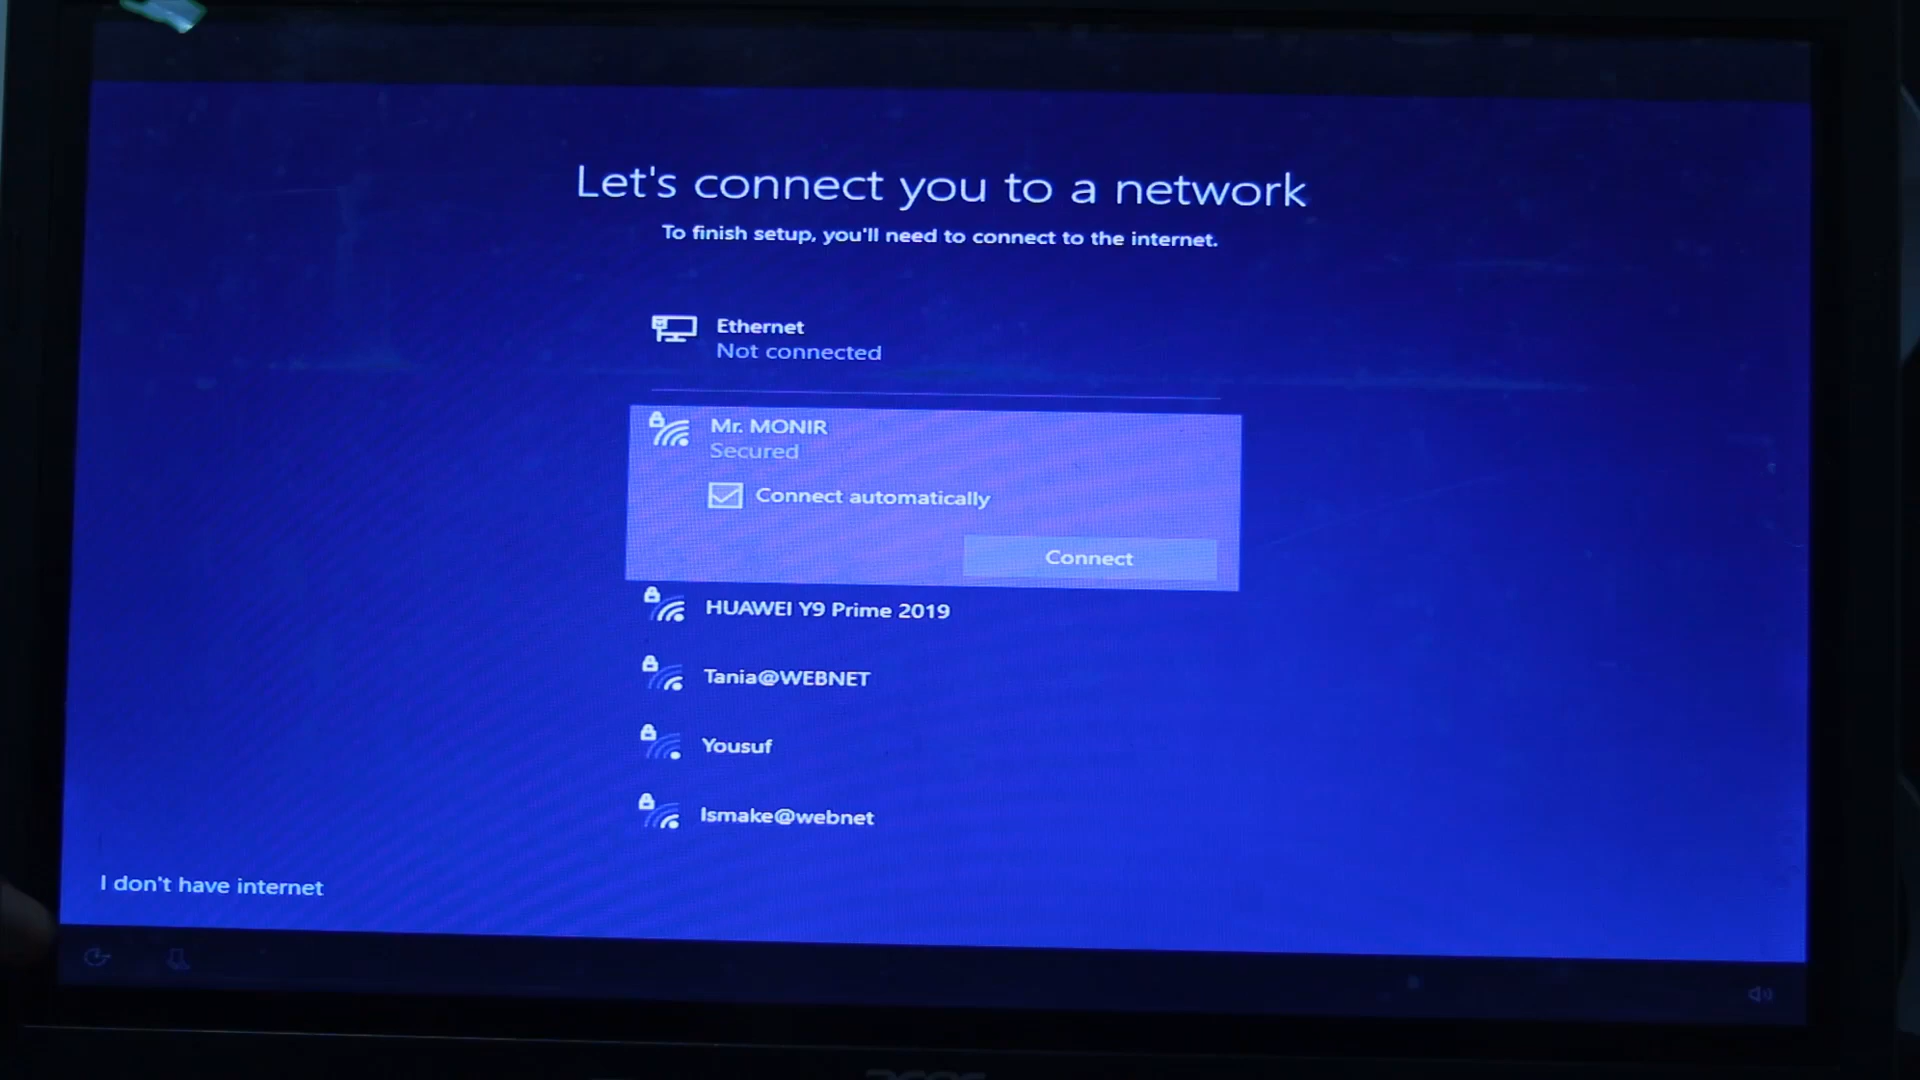 Let's connect you to a network
To finish setup, you'll need to connect to the internet.
Ethernet
Not connected
Mr. MONIR
Secured
Connect automatically
Connect
HUAWEI Y9 Prime 2019
Tania@WEBNET
Yousuf
Ismake@webnet
I don't have internet